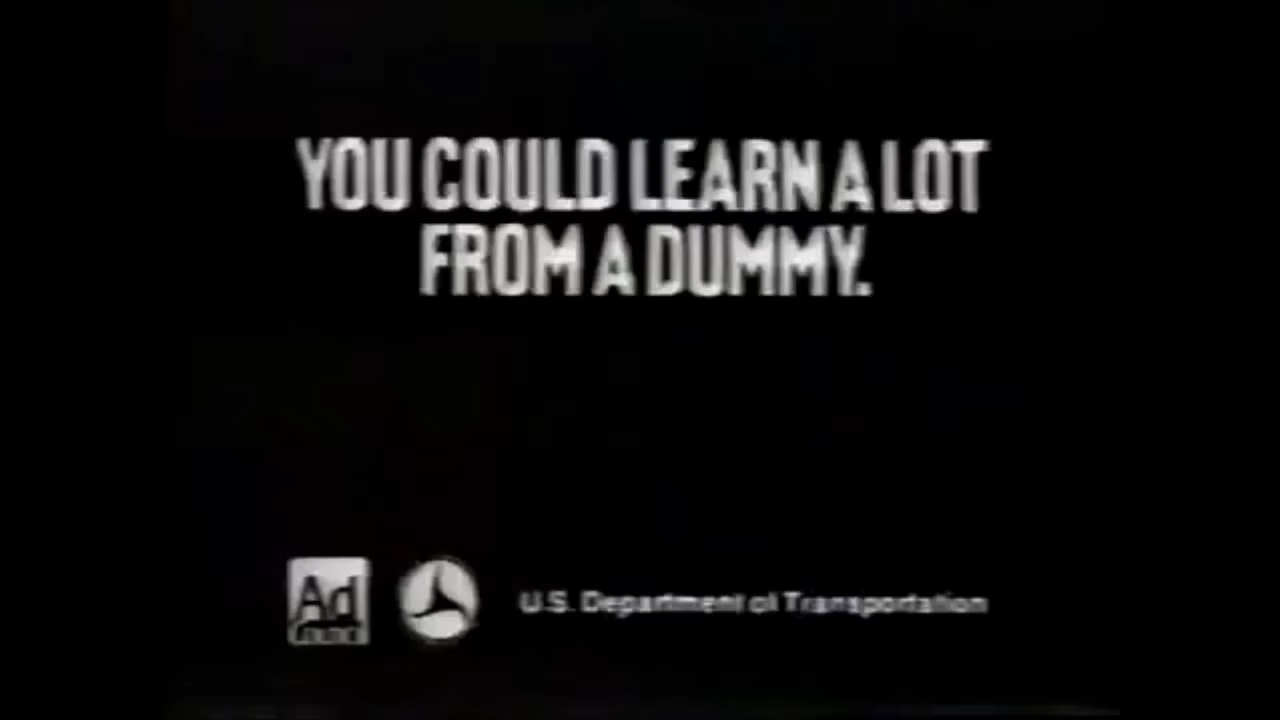 YOU COULD LEARN A LOT
FROM A DUMMY.
Ad
U.S. Department of Transportation